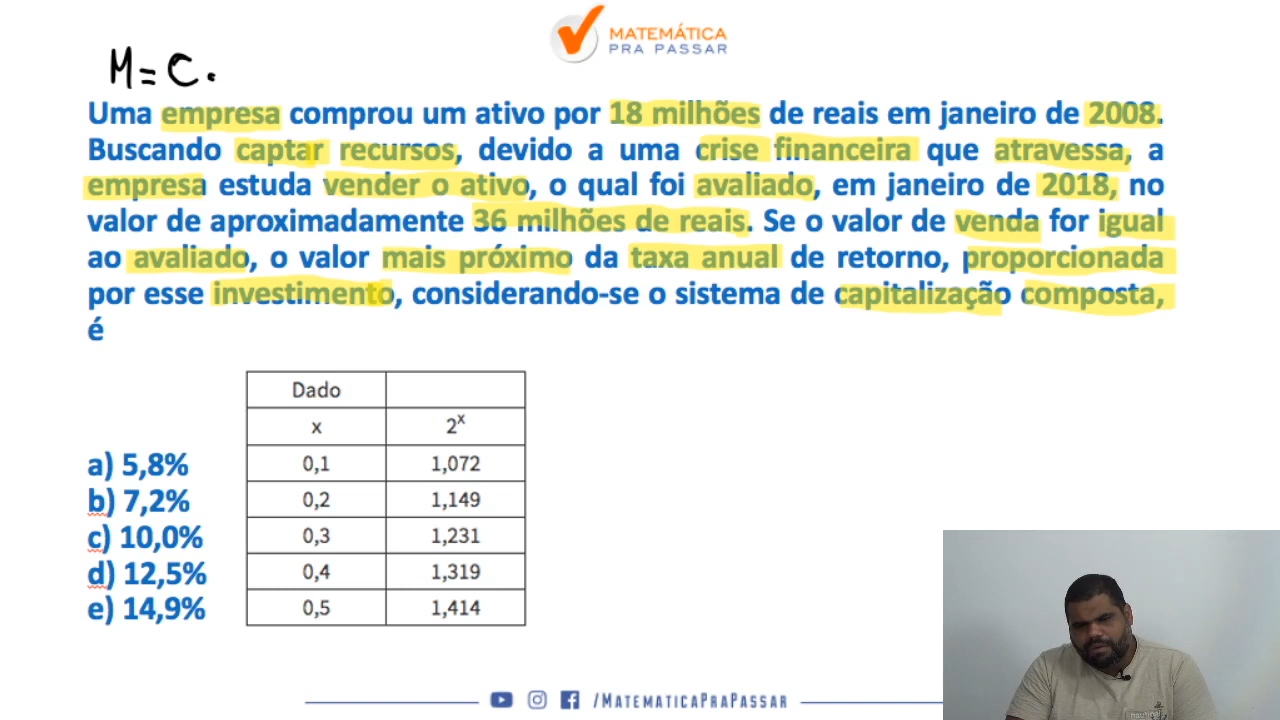 MATEMÁTICA
PRA PASSAR
M = C.
Uma empresa comprou um ativo por 18 milhões de reais em janeiro de 2008.
Buscando captar recursos, devido a uma crise financeira que atravessa, a
empresa estuda vender o ativo, o qual foi avaliado, em janeiro de 2018, no
valor de aproximadamente 36 milhões de reais. Se o valor de venda for igual
ao avaliado, o valor mais próximo da taxa anual de retorno, proporcionada
por esse investimento, considerando-se o sistema de capitalização composta,
é
Dado
x 2^x
0,1 1,072
0,2 1,149
0,3 1,231
0,4 1,319
0,5 1,414
a) 5,8%
b) 7,2%
c) 10,0%
d) 12,5%
e) 14,9%
/MATEMATICAPRAPASSAR